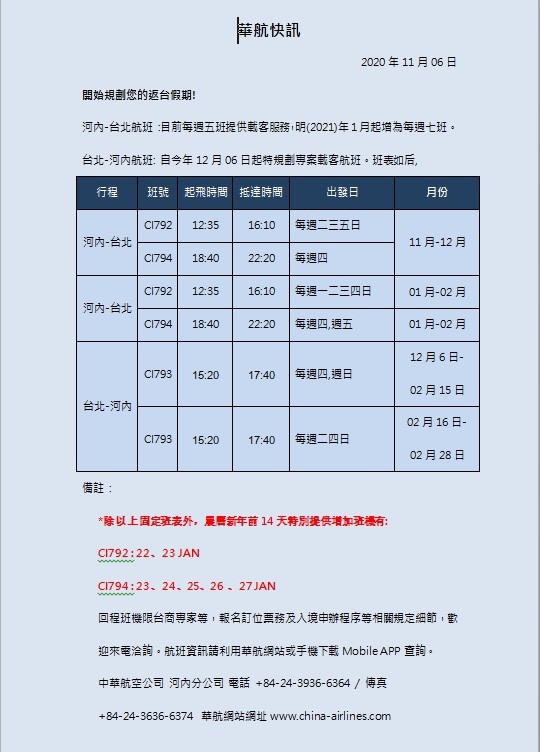 華航快訊
2020 年 11 月 06 日
開始規劃您的返台假期!
河內-台北航班 :目前每週五班提供載客服務,明(2021)年 1 月起增為每週七班。
台北-河內航班: 自今年 12 月 06 日起特規劃專案載客航班。班表如后,
行程 班號 起飛時間 抵達時間 出發日 月份
河內-台北 CI792 12:35 16:10 每週二三五日 11 月-12 月
CI794 18:40 22:20 每週四
河內-台北 CI792 12:35 16:10 每週一二三四日 01 月-02 月
CI794 18:40 22:20 每週四,週五 01 月-02 月
台北-河內 CI793 15:20 17:40 每週四,週日 12 月 6 日-
02 月 15 日
CI793 15:20 17:40 每週二四日 02 月 16 日-
02 月 28 日
備註：
*除以上固定班表外，農曆新年前 14 天特別提供增加班機有:
CI792 : 22、23 JAN
CI794 : 23、24、25、26 、27 JAN
回程班機限台商專家等，報名訂位票務及入境申辦程序等相關規定細節，歡
迎來電洽詢。航班資訊請利用華航網站或手機下載 Mobile APP 查詢。
中華航空公司 河內分公司 電話 +84-24-3936-6364 / 傳真
+84-24-3636-6374 華航網站網址 www.china-airlines.com